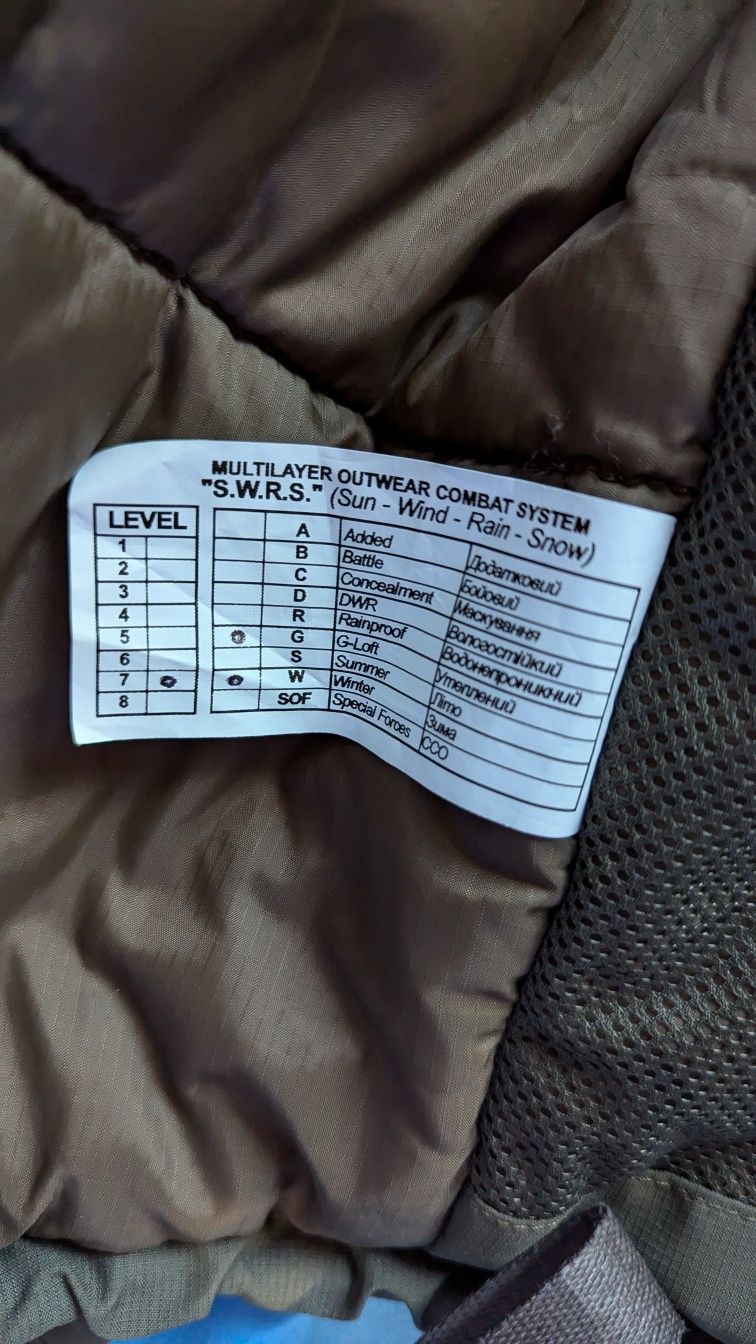 MULTILAYER OUTWEAR COMBAT SYSTEM
"S.W.R.S." (Sun - Wind - Rain - Snow)
LEVEL
1
2
3
4
5
6
7
8
A Added Додатковий
B Battle Бойовий
C Concealment Маскування
D DWR Вологостійкий
R Rainproof Водонепроникний
G G-Loft Утеплений
S Summer Літо
W Winter Зима
SOF Special Forces ССО